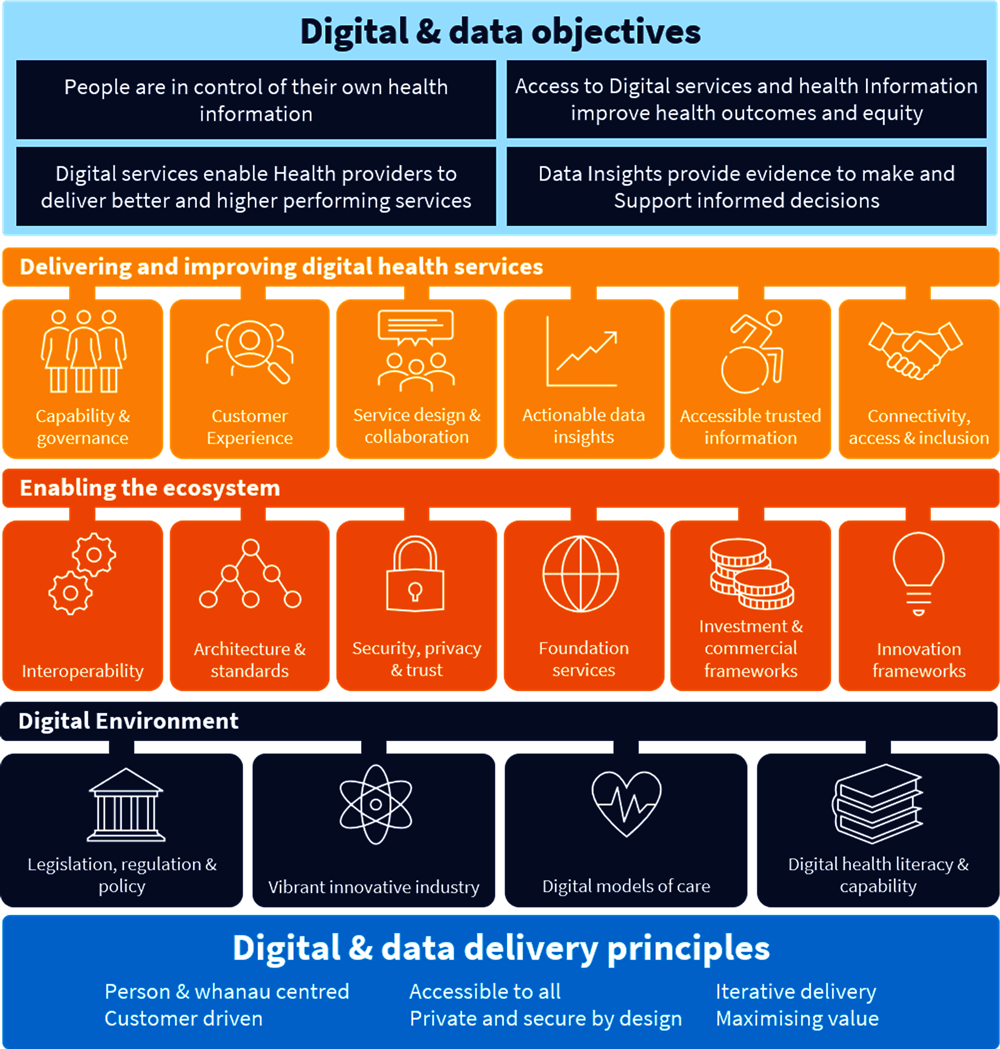 Digital & data objectives
People are in control of their own health
information
Access to Digital services and health Information
improve health outcomes and equity
Digital services enable Health providers to
deliver better and higher performing services
Data Insights provide evidence to make and
Support informed decisions
Delivering and improving digital health services
Capability &
governance
Customer
Experience
Service design &
collaboration
Actionable data
insights
Accessible trusted
information
Connectivity,
access & inclusion
Enabling the ecosystem
Interoperability
Architecture &
standards
Security, privacy
& trust
Foundation
services
Investment &
commercial
frameworks
Innovation
frameworks
Digital Environment
Legislation, regulation &
policy
Vibrant innovative industry
Digital models of care
Digital health literacy &
capability
Digital & data delivery principles
Person & whanau centred
Customer driven
Accessible to all
Private and secure by design
Iterative delivery
Maximising value